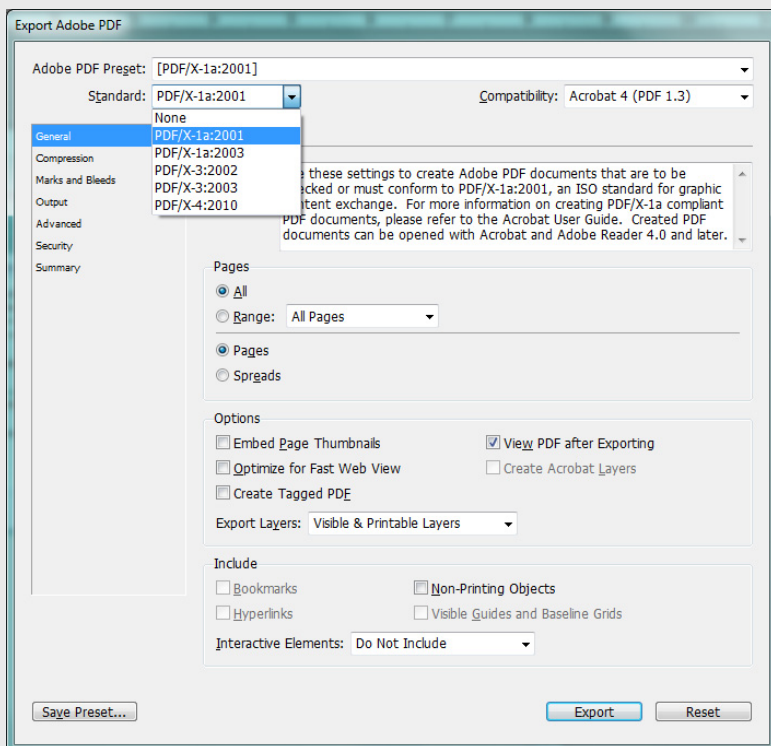 Export Adobe PDF
Adobe PDF Preset: [PDF/X-1a:2001]
Standard: PDF/X-1a:2001
Compatibility: Acrobat 4 (PDF 1.3)
None
PDF/X-1a:2001
PDF/X-1a:2003
PDF/X-3:2002
PDF/X-3:2003
PDF/X-4:2010
General
Compression
Marks and Bleeds
Output
Advanced
Security
Summary
these settings to create Adobe PDF documents that are to be
or must conform to PDF/X-1a:2001, an ISO standard for graphic
exchange. For more information on creating PDF/X-1a compliant
PDF documents, please refer to the Acrobat User Guide. Created PDF
documents can be opened with Acrobat and Adobe Reader 4.0 and later.
Pages
All
Range: All Pages
Pages
Spreads
Options
Embed Page Thumbnails
View PDF after Exporting
Optimize for Fast Web View
Create Acrobat Layers
Create Tagged PDF
Export Layers: Visible & Printable Layers
Include
Bookmarks
Non-Printing Objects
Hyperlinks
Visible Guides and Baseline Grids
Interactive Elements: Do Not Include
Save Preset...
Export
Reset